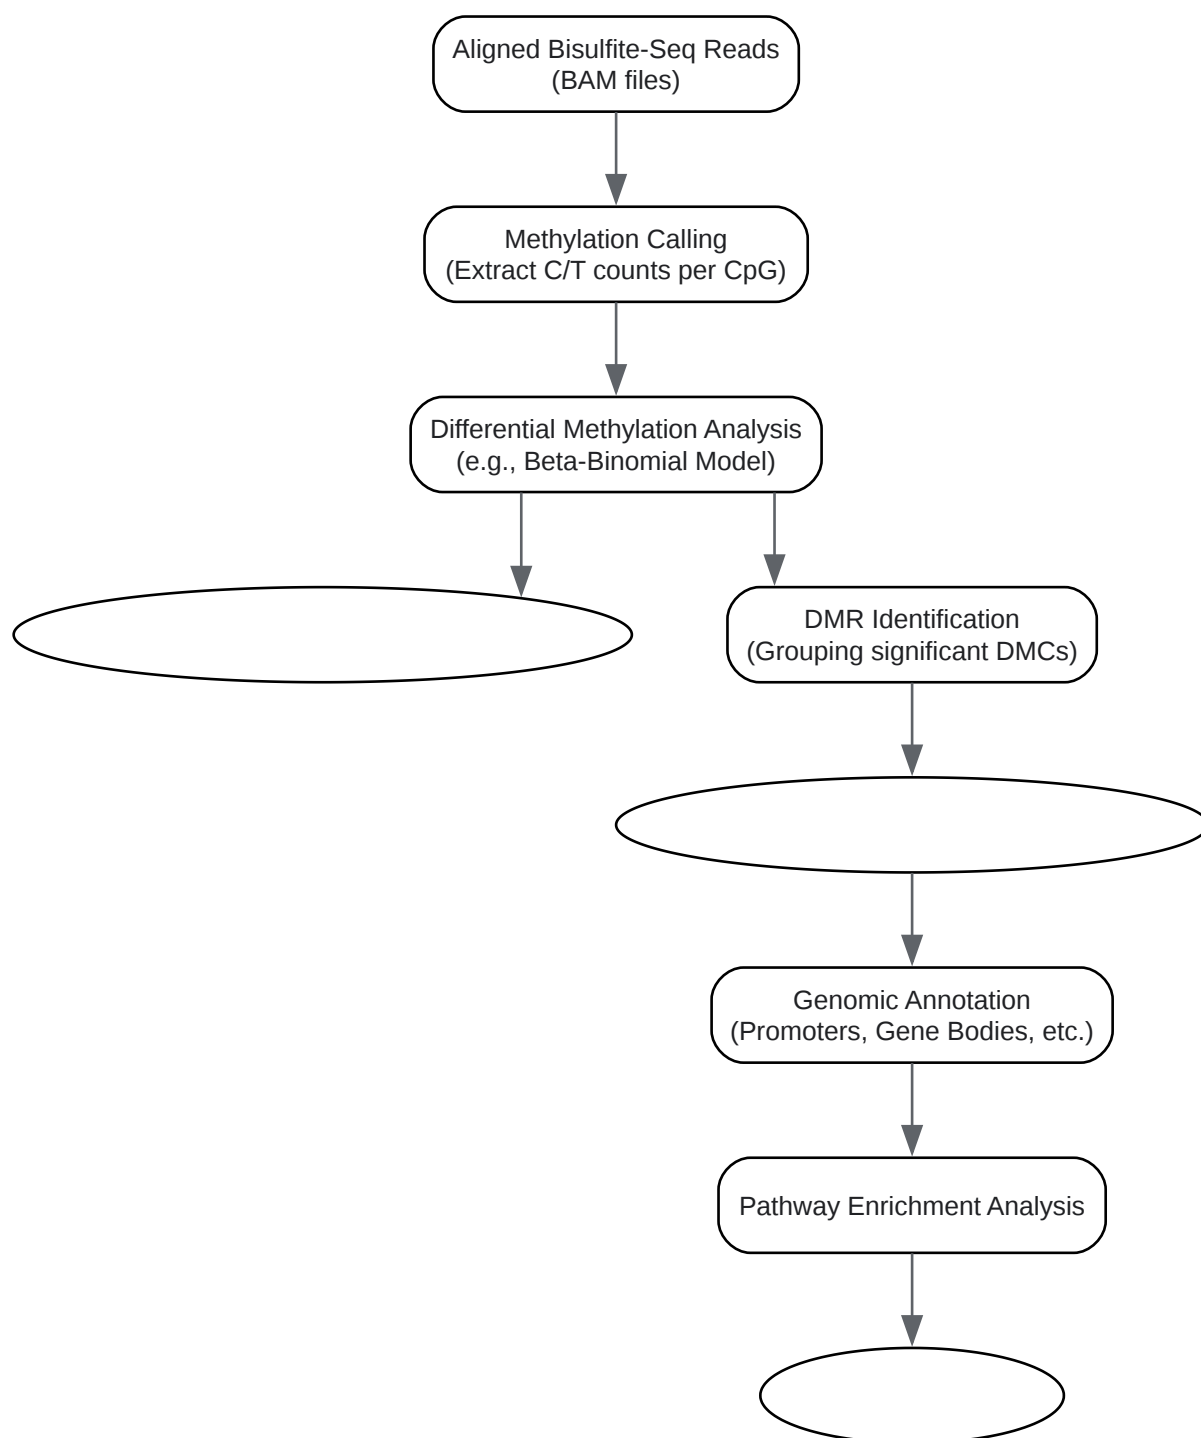 Aligned Bisulfite-Seq Reads
(BAM files)
Methylation Calling
(Extract C/T counts per CpG)
Differential Methylation Analysis
(e.g., Beta-Binomial Model)
DMR Identification
(Grouping significant DMCs)
Genomic Annotation
(Promoters, Gene Bodies, etc.)
Pathway Enrichment Analysis